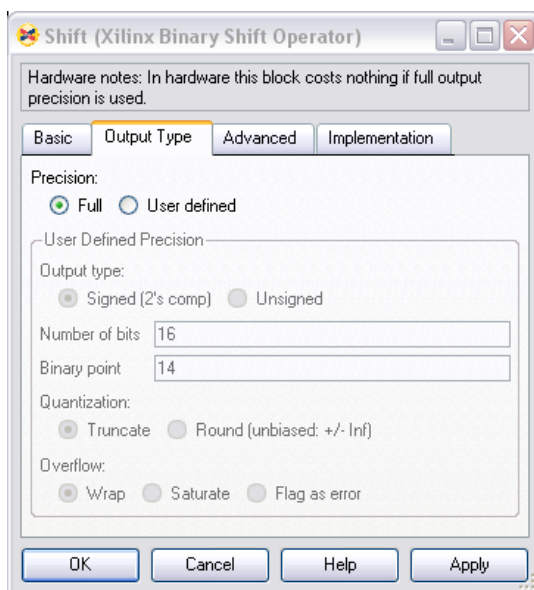 Shift (Xilinx Binary Shift Operator)
Hardware notes: In hardware this block costs nothing if full output
precision is used.
Basic Output Type Advanced Implementation
Precision:
Full User defined
User Defined Precision
Output type:
Signed (2's comp) Unsigned
Number of bits 16
Binary point 14
Quantization:
Truncate Round (unbiased: +/- Inf)
Overflow:
Wrap Saturate Flag as error
OK Cancel Help Apply